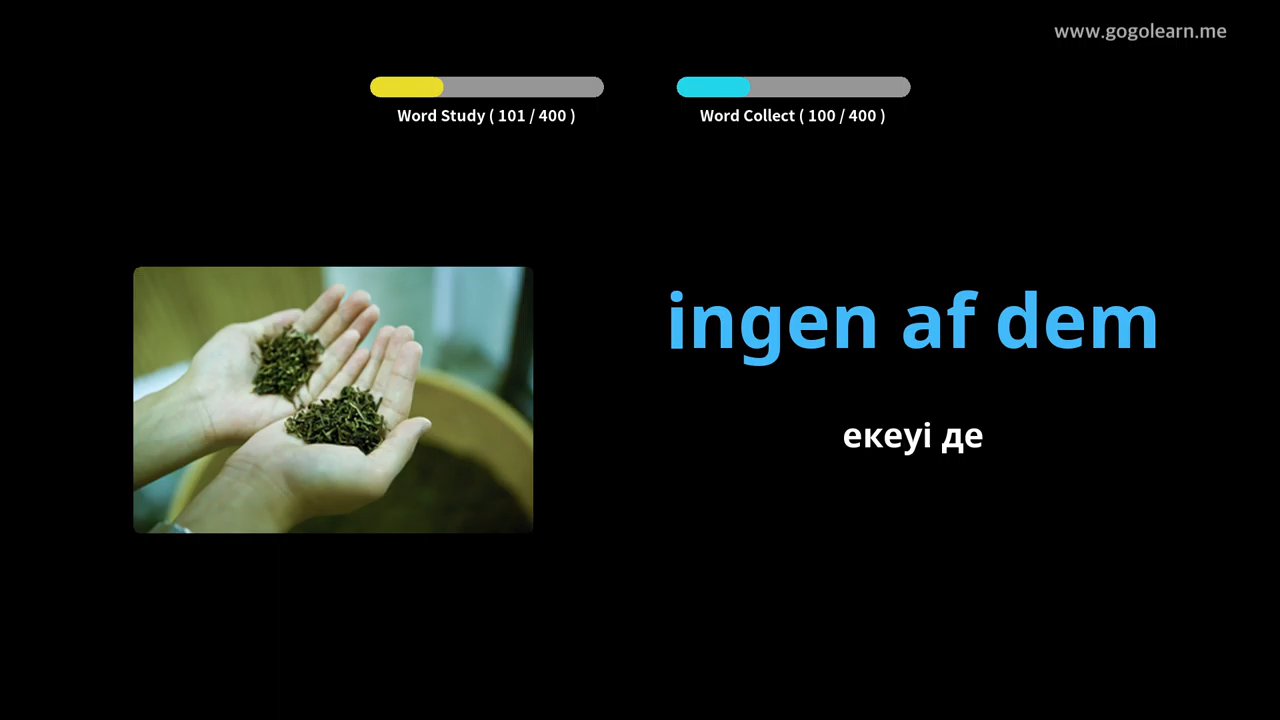 www.gogolearn.me
Word Study ( 101 / 400 )
Word Collect ( 100 / 400 )
ingen af dem
екеуі де